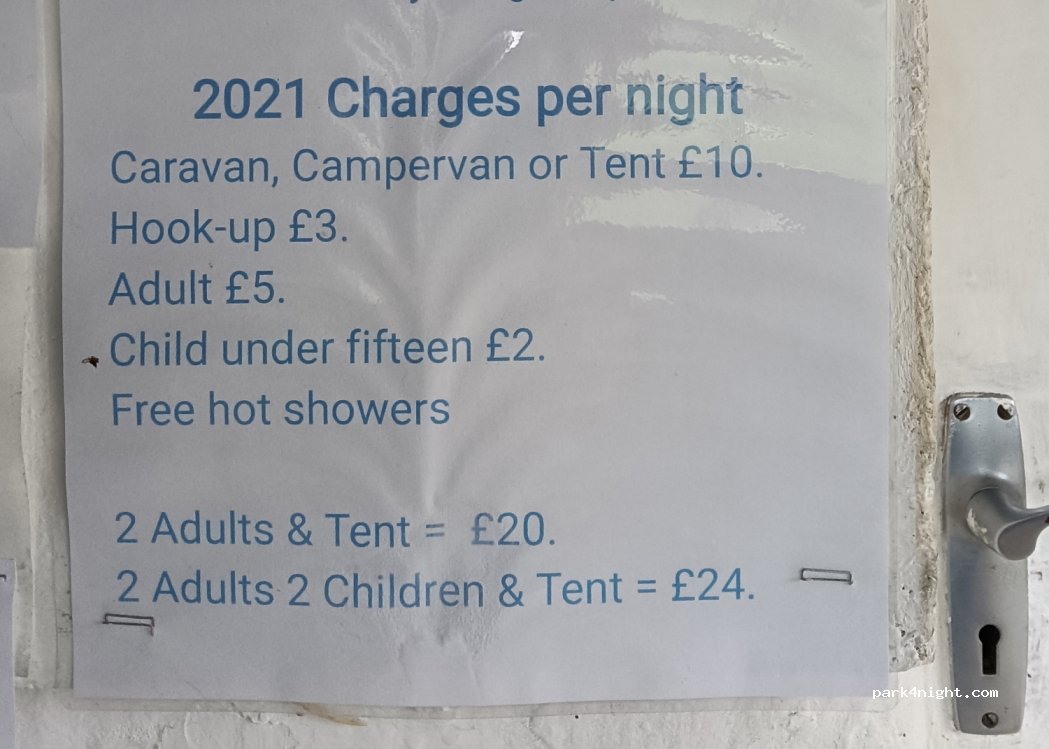 2021 Charges per night
Caravan, Campervan or Tent £10.
Hook-up £3.
Adult £5.
Child under fifteen £2.
Free hot showers
2 Adults & Tent = £20.
2 Adults 2 Children & Tent = £24.
park4night.com